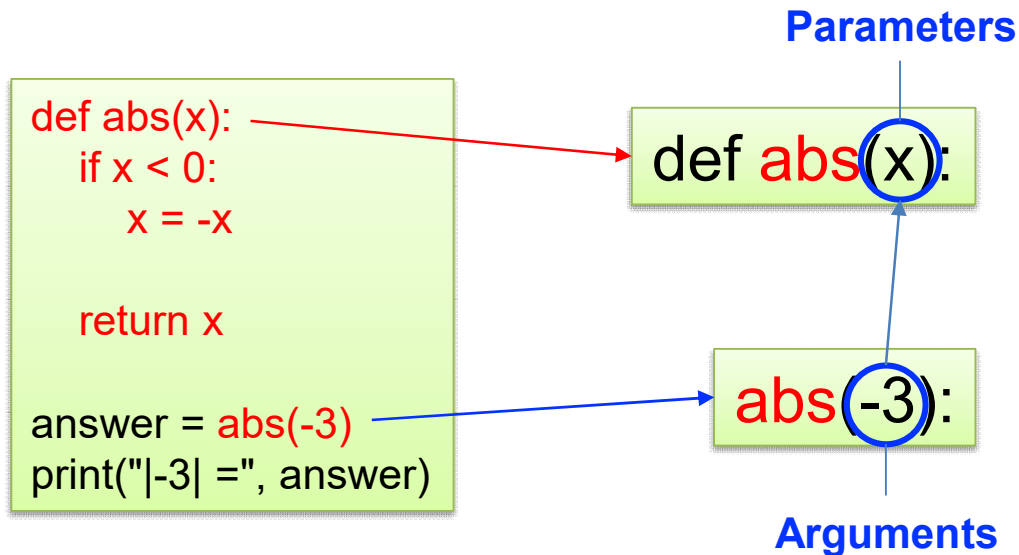 def abs(x):
if x < 0:
x = -x
return x
answer = abs(-3)
print("|-3| =", answer)
Parameters
def abs(x):
abs(-3):
Arguments